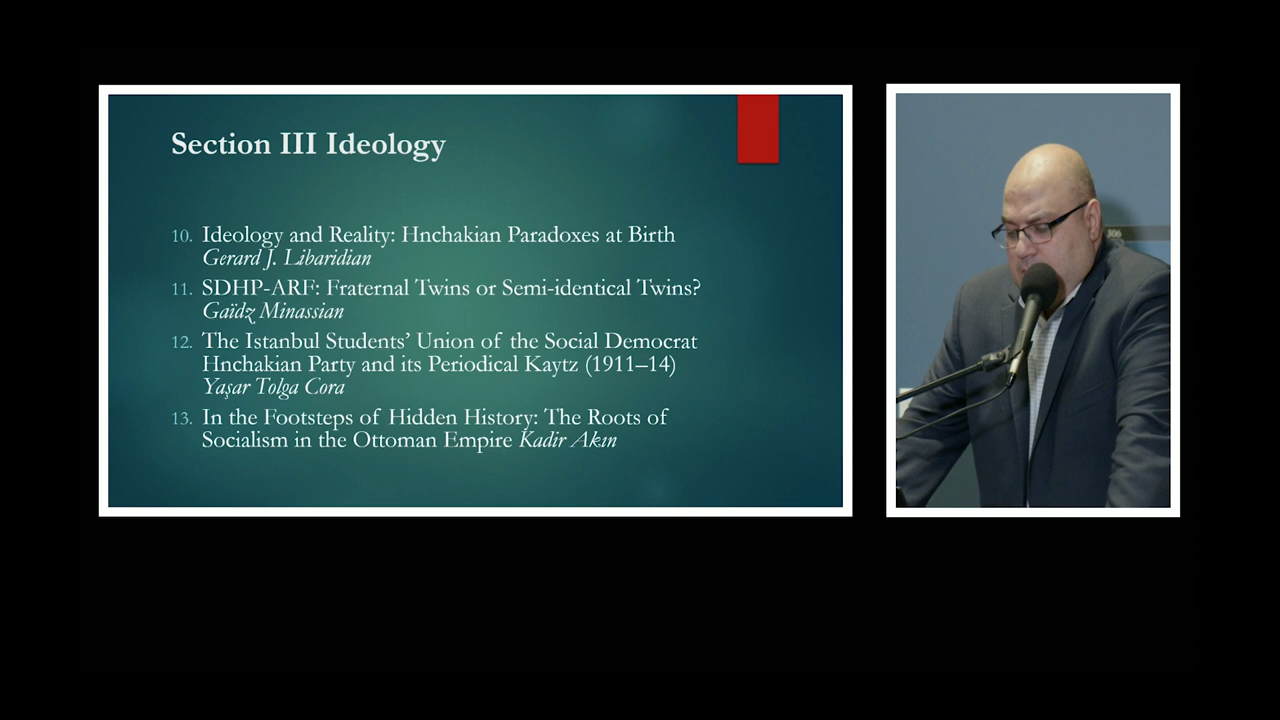 Section III Ideology
10. Ideology and Reality: Hnchakian Paradoxes at Birth
Gerard J. Libaridian
11. SDHP-ARF: Fraternal Twins or Semi-identical Twins?
Gaïdz Minassian
12. The Istanbul Students’ Union of the Social Democrat
Hnchakian Party and its Periodical Kaytz (1911–14)
Yaşar Tolga Cora
13. In the Footsteps of Hidden History: The Roots of
Socialism in the Ottoman Empire Kadir Akın
306